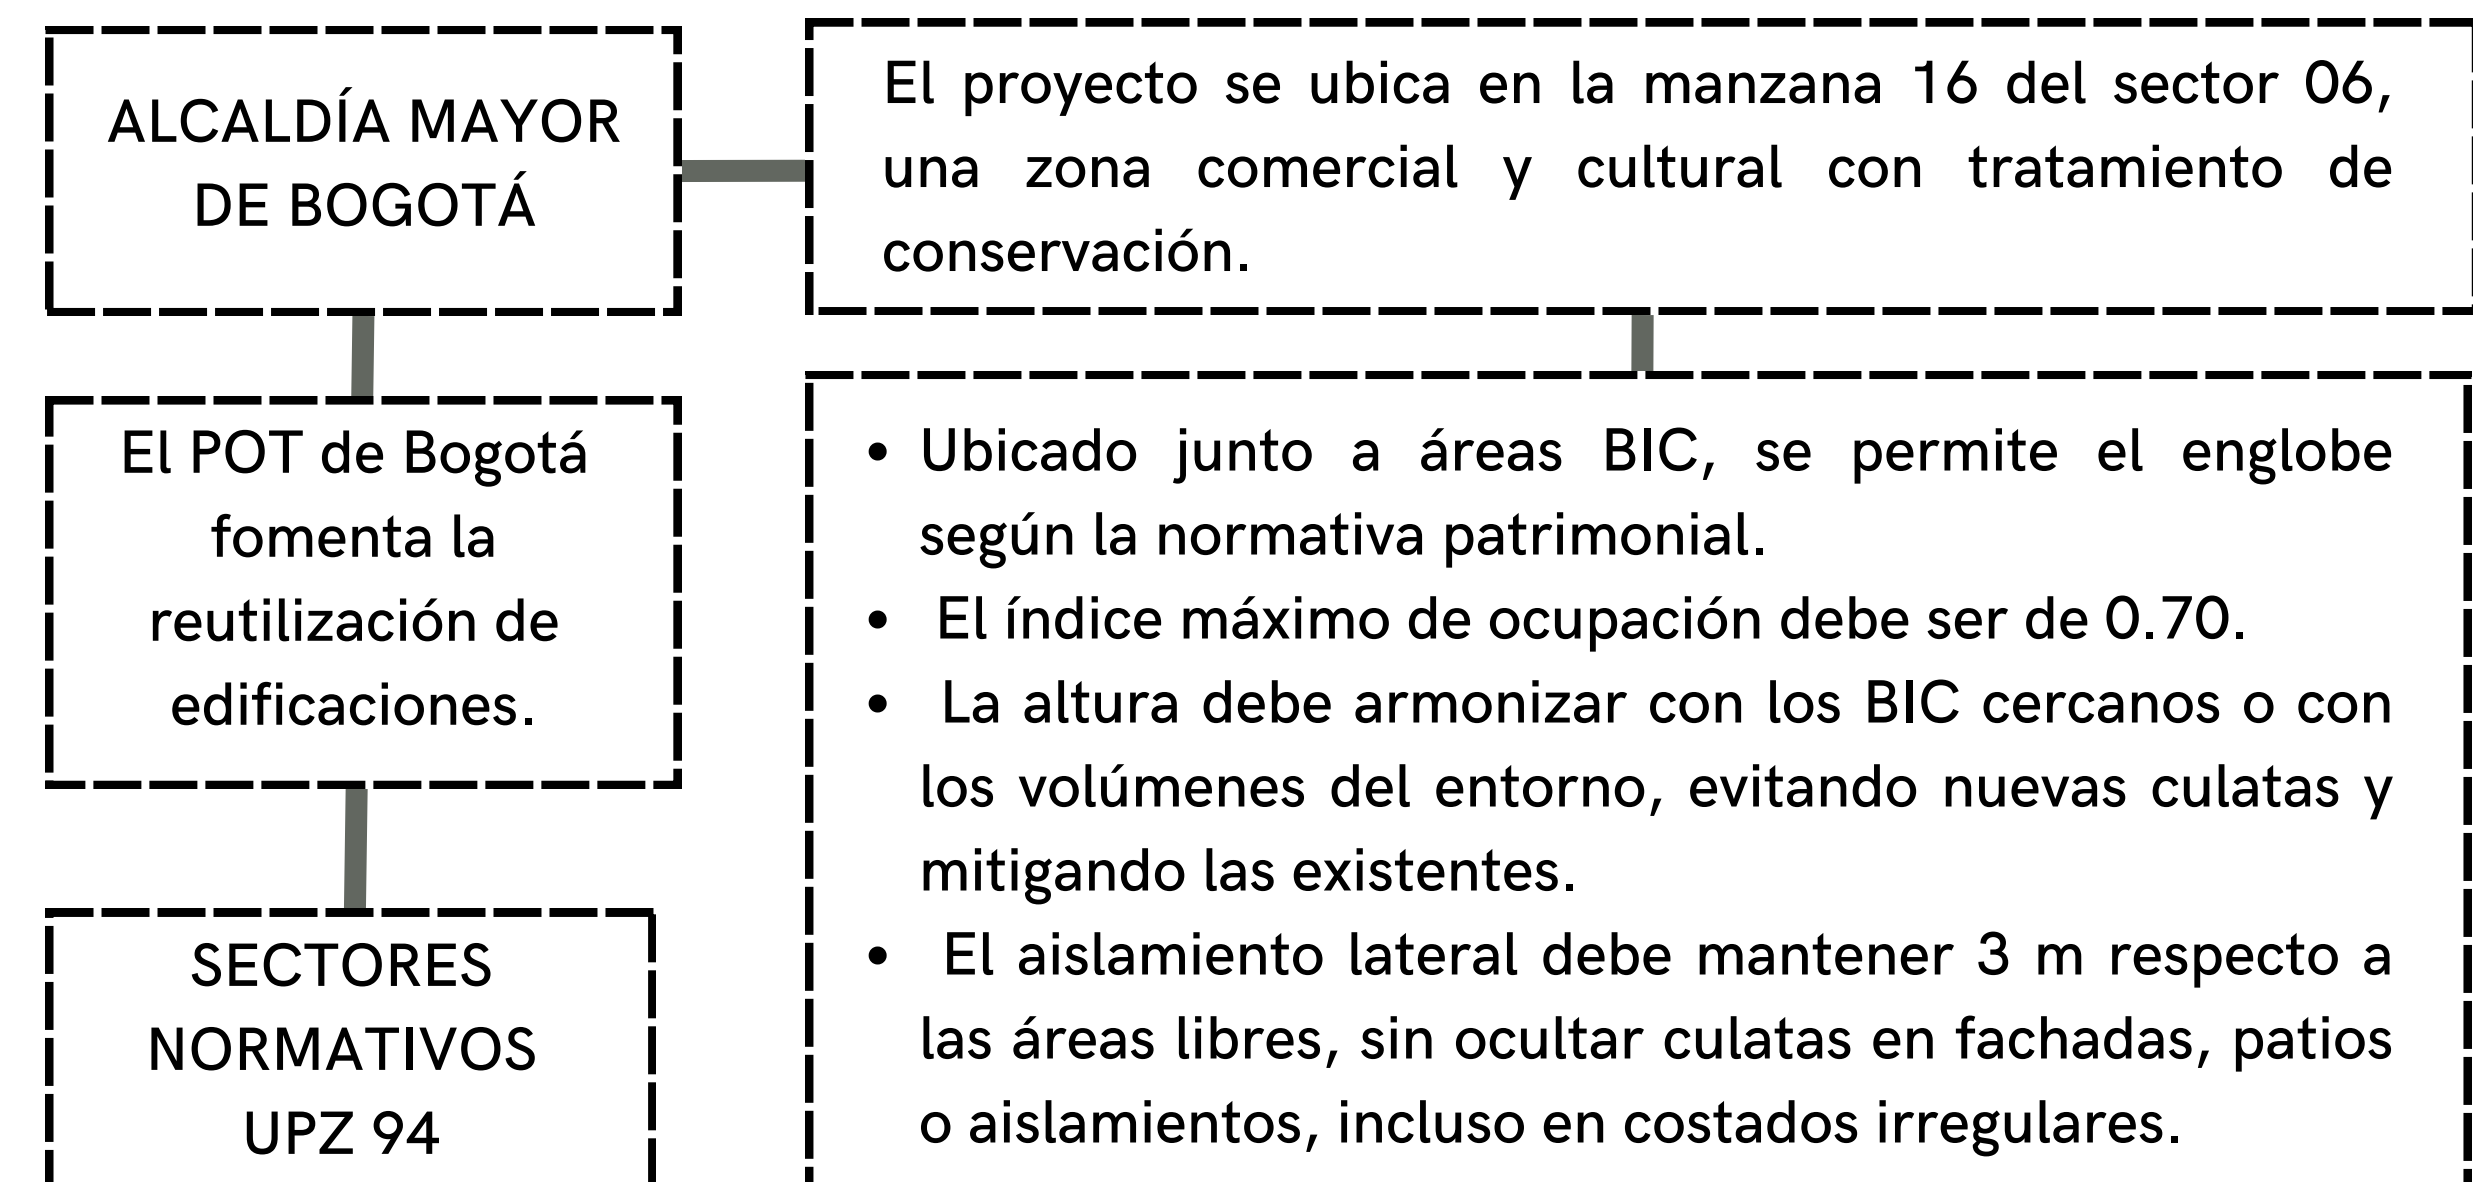 ALCALDÍA MAYOR
DE BOGOTÁ
El proyecto se ubica en la manzana 16 del sector 06,
una zona comercial y cultural con tratamiento de
conservación.
El POT de Bogotá
fomenta la
reutilización de
edificaciones.
• Ubicado junto a áreas BIC, se permite el englobe
según la normativa patrimonial.
• El índice máximo de ocupación debe ser de 0.70.
• La altura debe armonizar con los BIC cercanos o con
los volúmenes del entorno, evitando nuevas culatas y
mitigando las existentes.
• El aislamiento lateral debe mantener 3 m respecto a
las áreas libres, sin ocultar culatas en fachadas, patios
o aislamientos, incluso en costados irregulares.
SECTORES
NORMATIVOS
UPZ 94